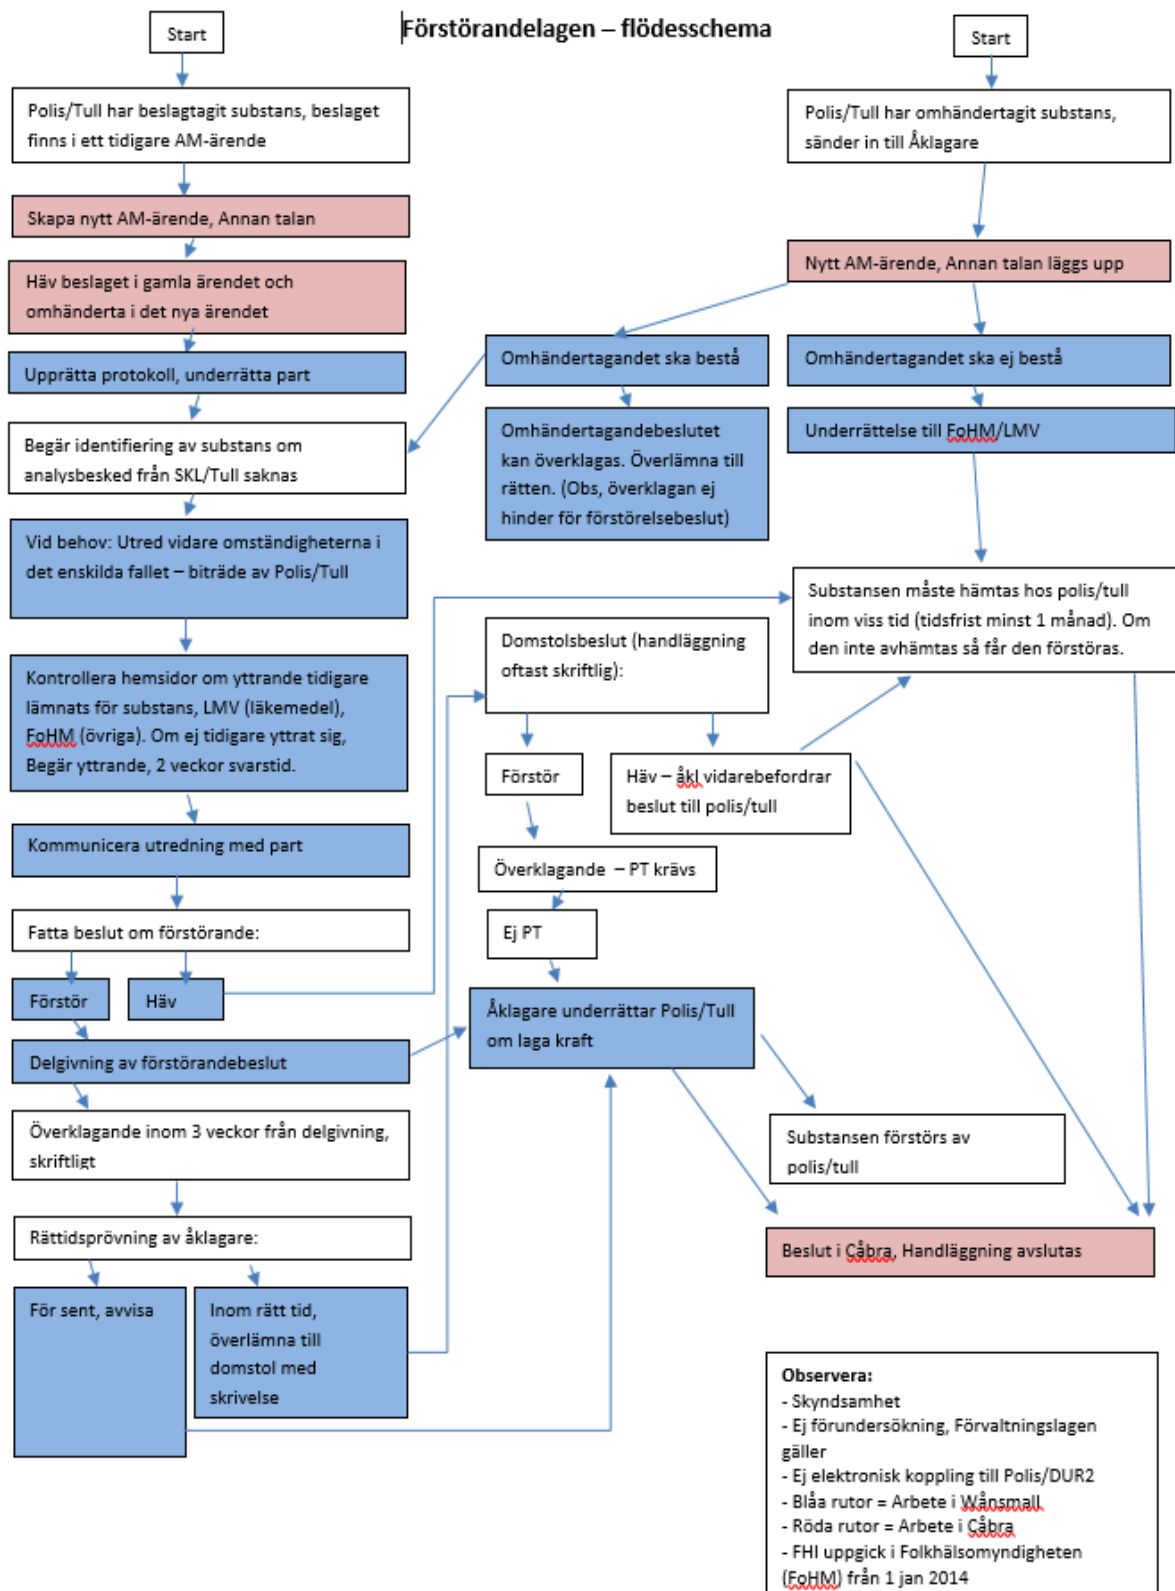 Förstörandelagen – flödesschema
Start
Polis/Tull har beslagtagit substans, beslaget
finns i ett tidigare AM-ärende
Skapa nytt AM-ärende, Annan talan
Häv beslaget i gamla ärendet och
omhänderta i det nya ärendet
Upprätta protokoll, underrätta part
Begär identifiering av substans om
analysbesked från SKL/Tull saknas
Vid behov: Utred vidare omständigheterna i
det enskilda fallet – biträde av Polis/Tull
Kontrollera hemsidor om yttrande tidigare
lämnats för substans, LMV (läkemedel),
FoHM (övriga). Om ej tidigare yttrat sig,
Begär yttrande, 2 veckor svarstid.
Kommunicera utredning med part
Fatta beslut om förstörande:
Förstör
Häv
Delgivning av förstörandebeslut
Överklagande inom 3 veckor från delgivning,
skriftligt
Rättidsprövning av åklagare:
För sent, avvisa
Inom rätt tid,
överlämna till
domstol med
skrivelse
Start
Polis/Tull har omhändertagit substans,
sänder in till Åklagare
Nytt AM-ärende, Annan talan läggs upp
Omhändertagandet ska bestå
Omhändertagandebeslutet
kan överklagas. Överlämna till
rätten. (Obs, överklagan ej
hinder för förstörelsebeslut)
Omhändertagandet ska ej bestå
Underrättelse till FoHM/LMV
Substansen måste hämtas hos polis/tull
inom viss tid (tidsfrist minst 1 månad). Om
den inte avhämtas så får den förstöras.
Domstolsbeslut (handläggning
oftast skriftlig):
Förstör
Häv – åkl vidarebefordrar
beslut till polis/tull
Överklagande – PT krävs
Ej PT
Åklagare underrättar Polis/Tull
om laga kraft
Substansen förstörs av
polis/tull
Beslut i Cåbra, Handläggning avslutas
Observera:
- Skyndsamhet
- Ej förundersökning, Förvaltningslagen
gäller
- Ej elektronisk koppling till Polis/DUR2
- Blåa rutor = Arbete i Wånsmall
- Röda rutor = Arbete i Cåbra
- FHI uppgick i Folkhälsomyndigheten
(FoHM) från 1 jan 2014